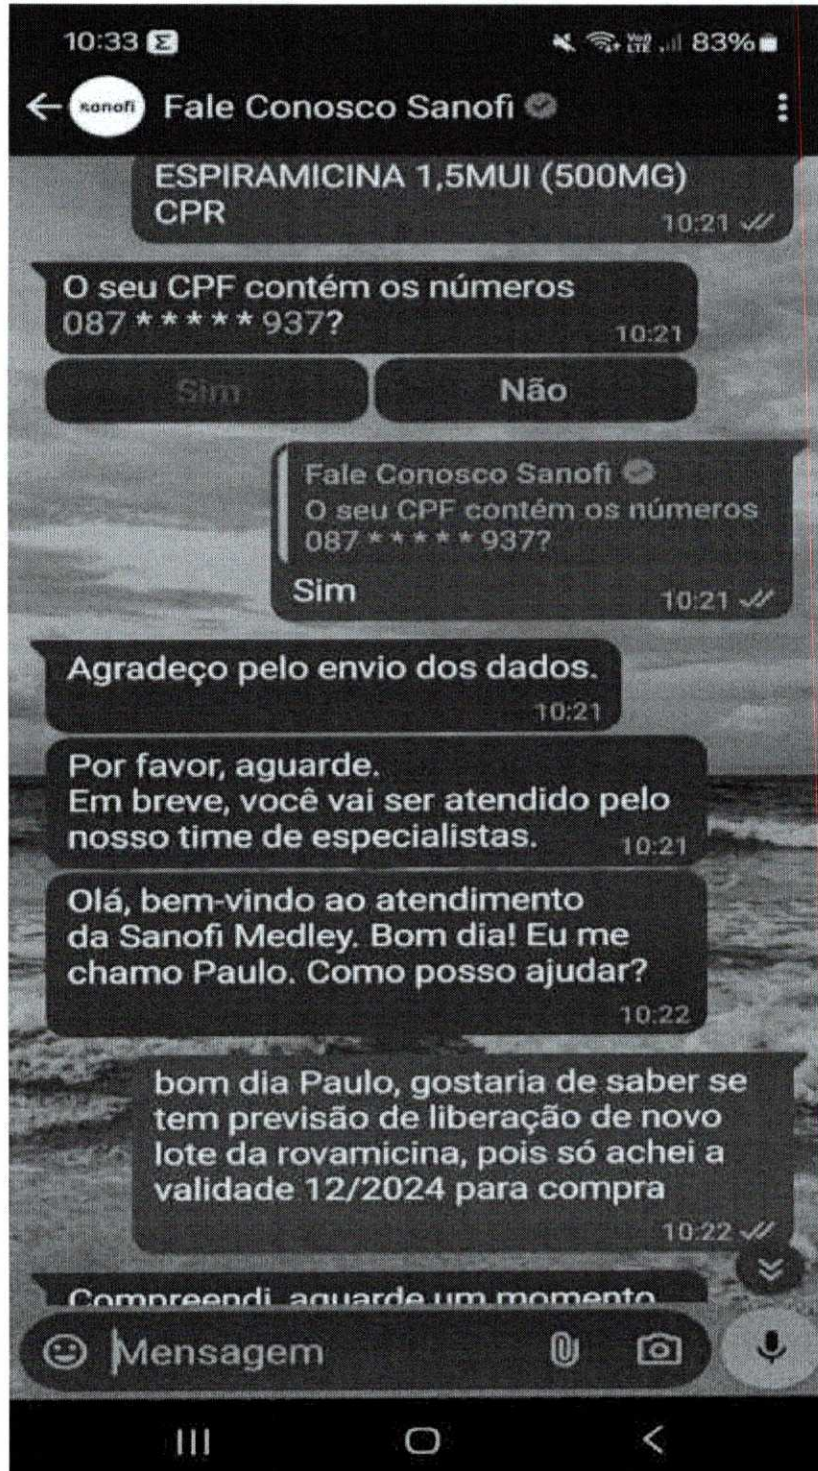 10:33 Σ Vo)) LTE 83%
sanofi Fale Conosco Sanofi
ESPIRAMICINA 1,5MUI (500MG)
CPR
10:21
O seu CPF contém os números
087*****937?
10:21
Sim Não
Fale Conosco Sanofi
O seu CPF contém os números
087*****937?
Sim
10:21
Agradeço pelo envio dos dados.
10:21
Por favor, aguarde.
Em breve, você vai ser atendido pelo
nosso time de especialistas.
10:21
Olá, bem-vindo ao atendimento
da Sanofi Medley. Bom dia! Eu me
chamo Paulo. Como posso ajudar?
10:22
bom dia Paulo, gostaria de saber se
tem previsão de liberação de novo
lote da rovamicina, pois só achei a
validade 12/2024 para compra
10:22
Compreendi, aguarde um momento
Mensagem